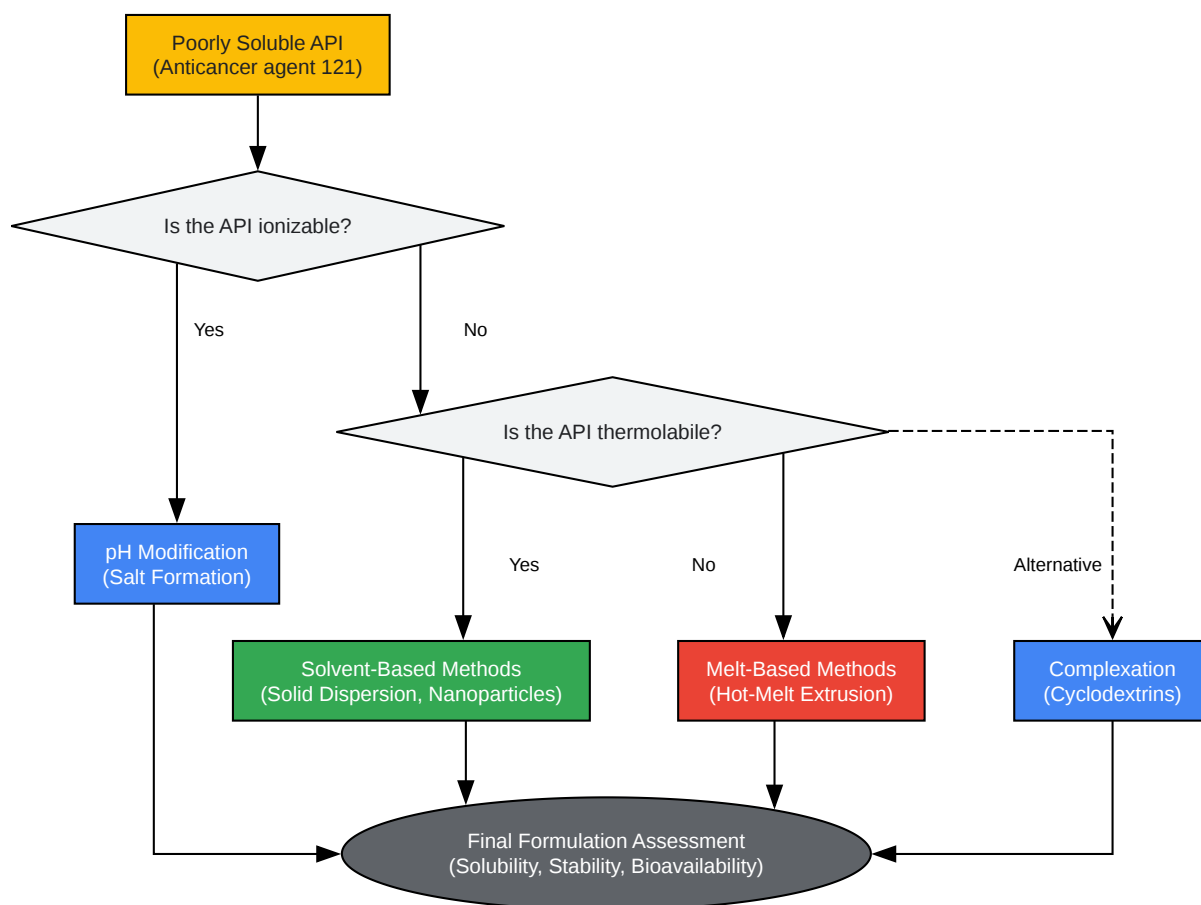 Poorly Soluble API
(Anticancer agent 121)
Is the API ionizable?
Yes
No
Is the API thermolabile?
pH Modification
(Salt Formation)
Yes
No
Alternative
Solvent-Based Methods
(Solid Dispersion, Nanoparticles)
Melt-Based Methods
(Hot-Melt Extrusion)
Complexation
(Cyclodextrins)
Final Formulation Assessment
(Solubility, Stability, Bioavailability)